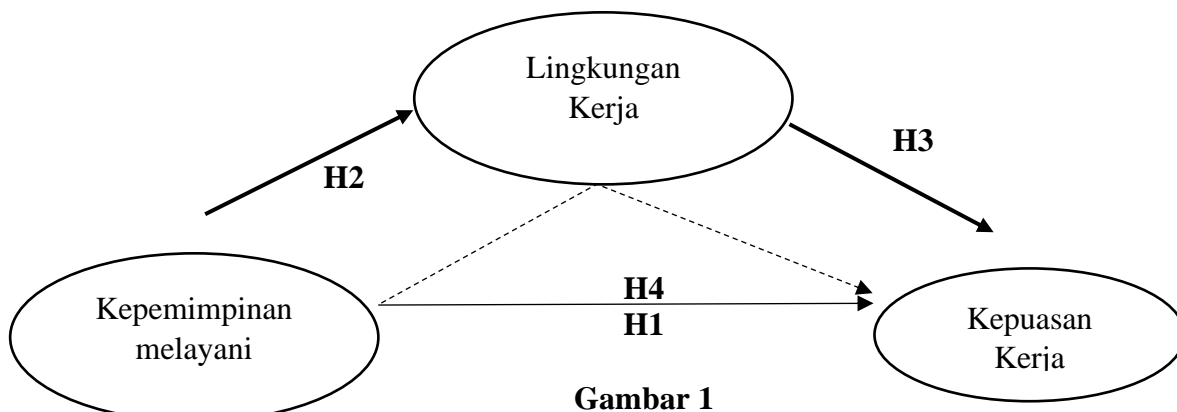 Lingkungan
Kerja
H2
H3
H4
H1
Kepemimpinan
melayani
Kepuasan
Kerja
Gambar 1